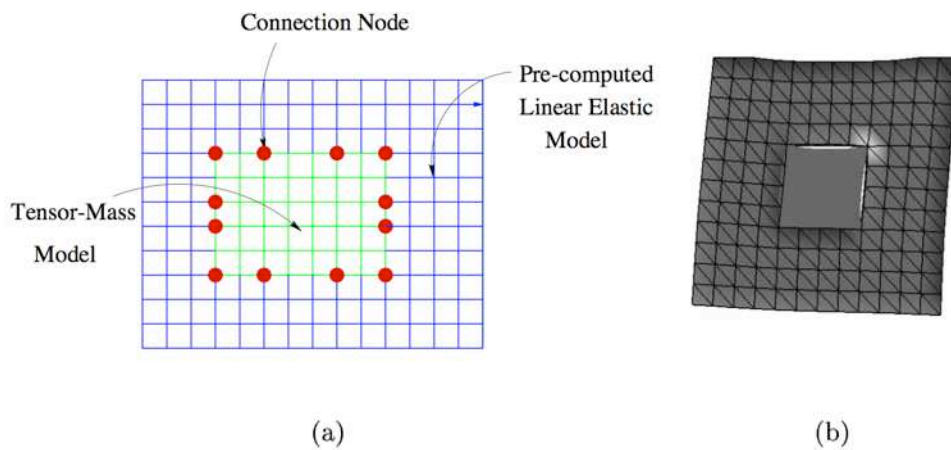 Connection Node
Pre-computed
Linear Elastic
Model
Tensor-Mass
Model
(a)
(b)